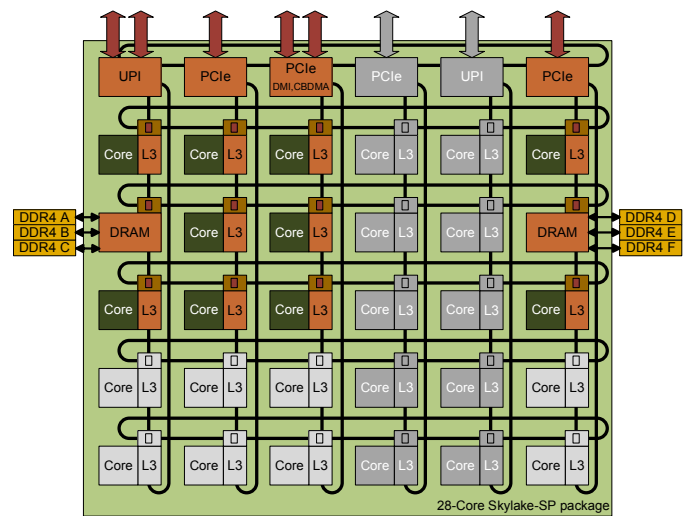 UPI PCIe PCIe PCIe UPI PCIe
DMI,CBDMA
Core L3 Core L3 Core L3 Core L3 Core L3 Core L3
DDR4 A DRAM Core L3 Core L3 Core L3 Core L3 DRAM DDR4 D
DDR4 B DDR4 E
DDR4 C DDR4 F
Core L3 Core L3 Core L3 Core L3 Core L3 Core L3
Core L3 Core L3 Core L3 Core L3 Core L3 Core L3
Core L3 Core L3 Core L3 Core L3 Core L3 Core L3
28-Core Skylake-SP package